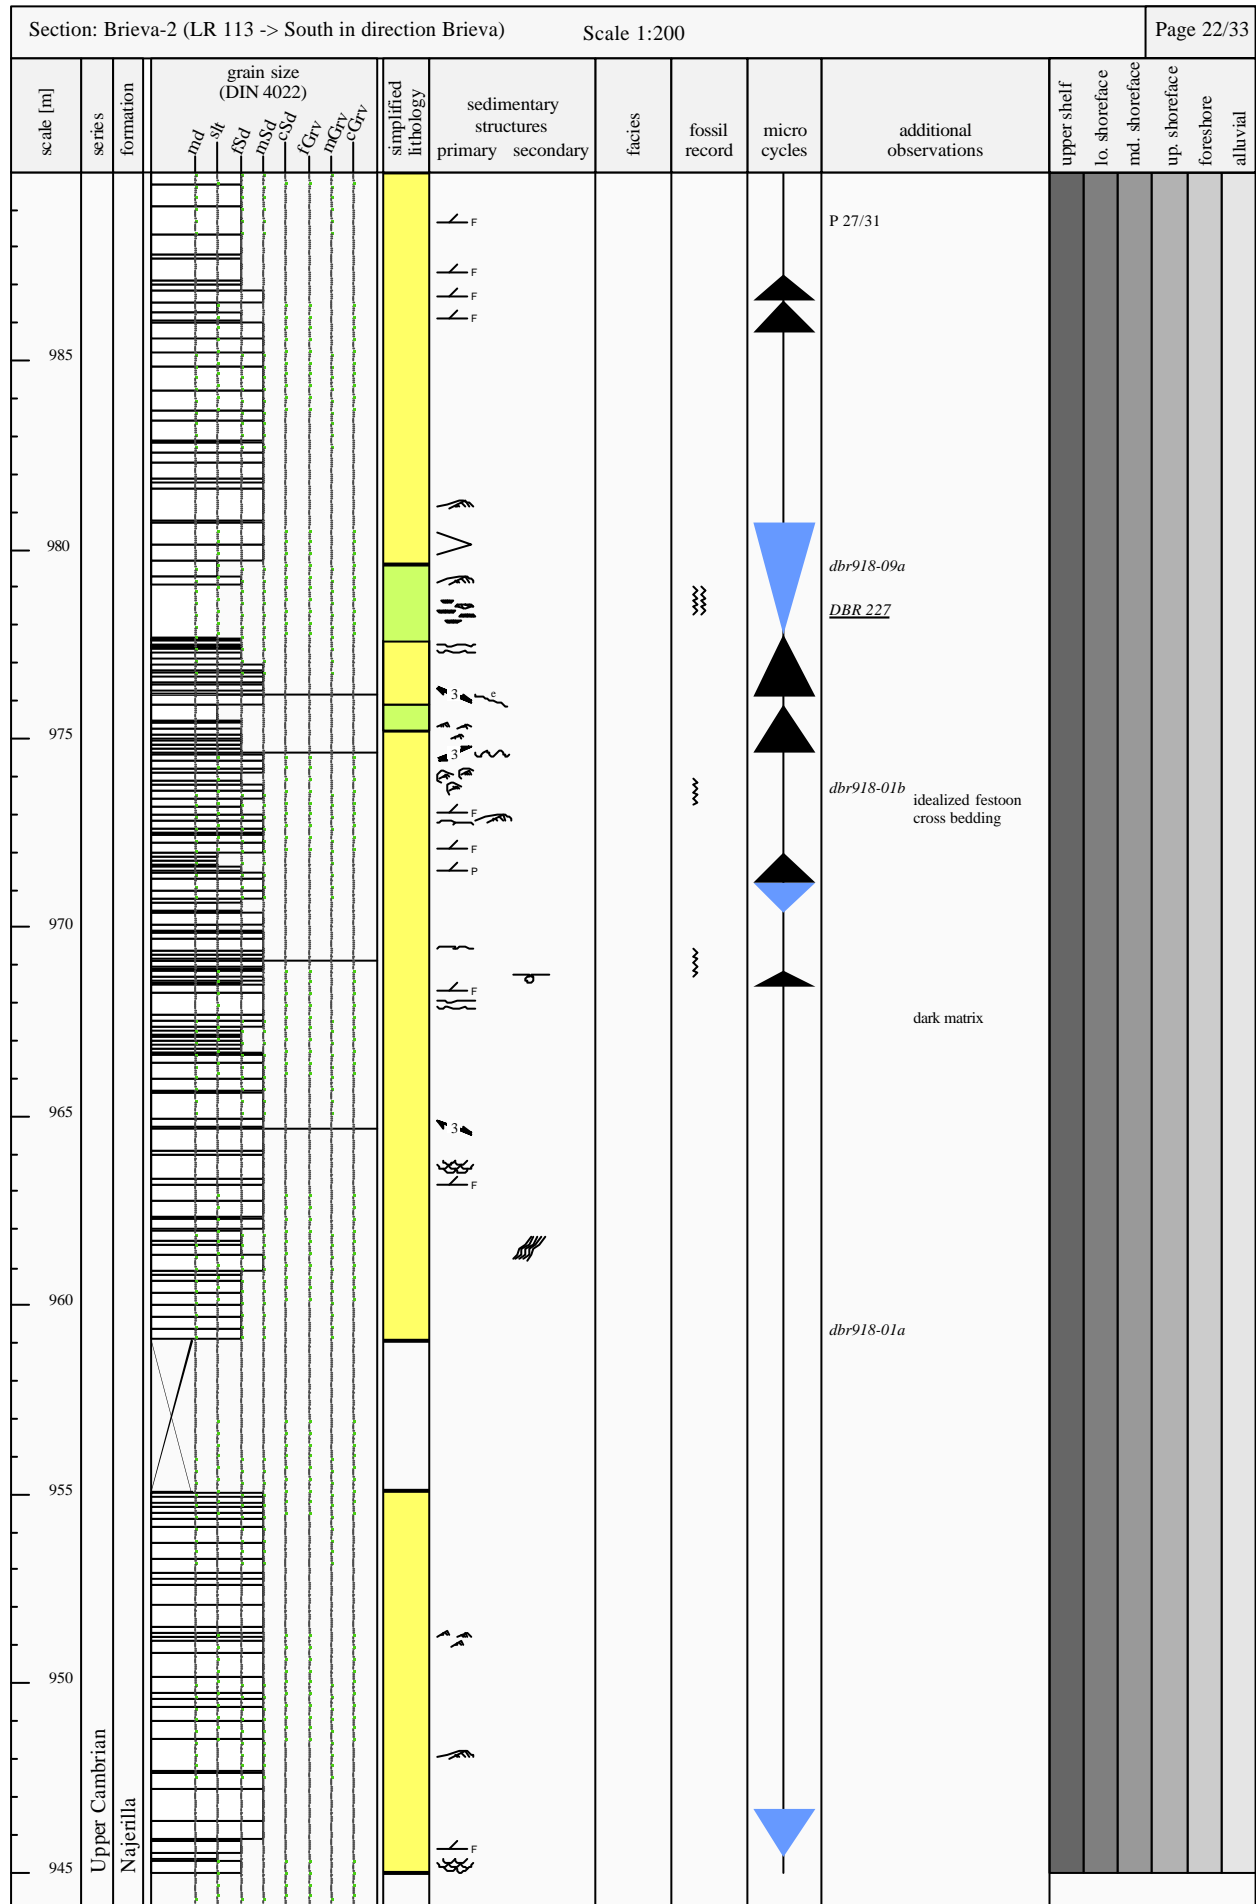 Section: Brieva-2 (LR 113 -> South in direction Brieva)
Scale 1:200
Page 22/33
scale [m]
series
formation
grain size
(DIN 4022)
md
slt
fSd
mSd
cSd
fGrv
mGrv
cGrv
simplified
lithology
sedimentary
structures
primary secondary
facies
fossil
record
micro
cycles
additional
observations
upper shelf
lo. shoreface
md. shoreface
up. shoreface
foreshore
alluvial
F
P 27/31
F
F
F
985
980
dbr918-09a
DBR 227
3
e
975
3
dbr918-01b
idealized festoon
cross bedding
F
F
P
970
F
dark matrix
965
3
F
960
dbr918-01a
955
950
F
945
Upper Cambrian
Najerilla